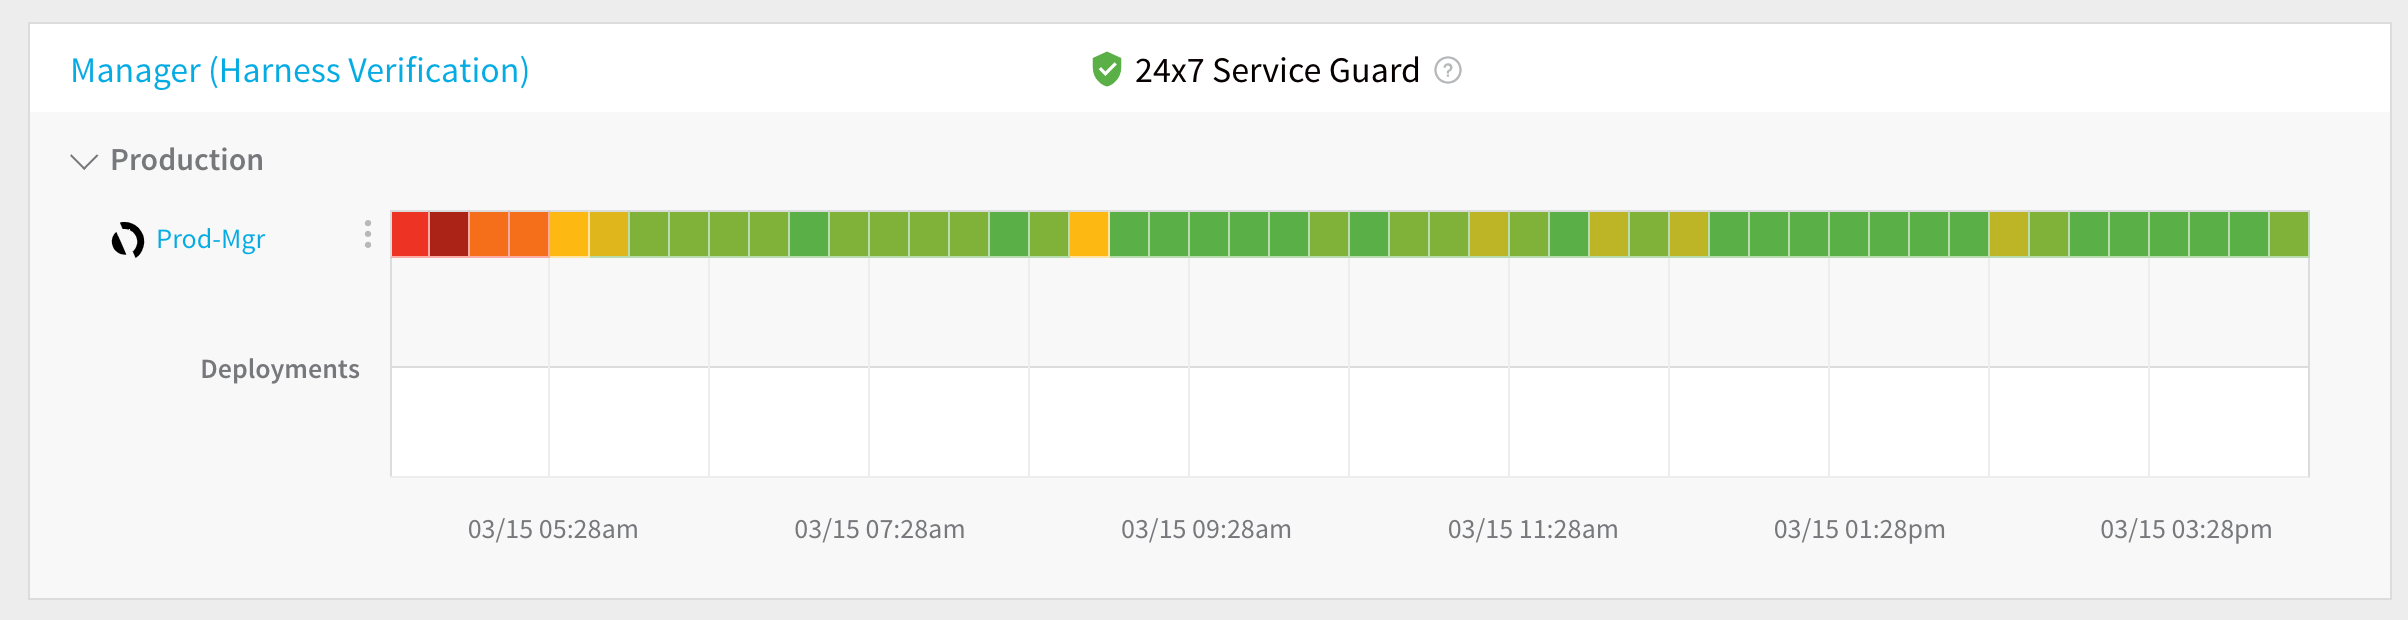 Manager (Harness Verification)
24x7 Service Guard ?
Production
Prod-Mgr
Deployments
03/15 05:28am 03/15 07:28am 03/15 09:28am 03/15 11:28am 03/15 01:28pm 03/15 03:28pm